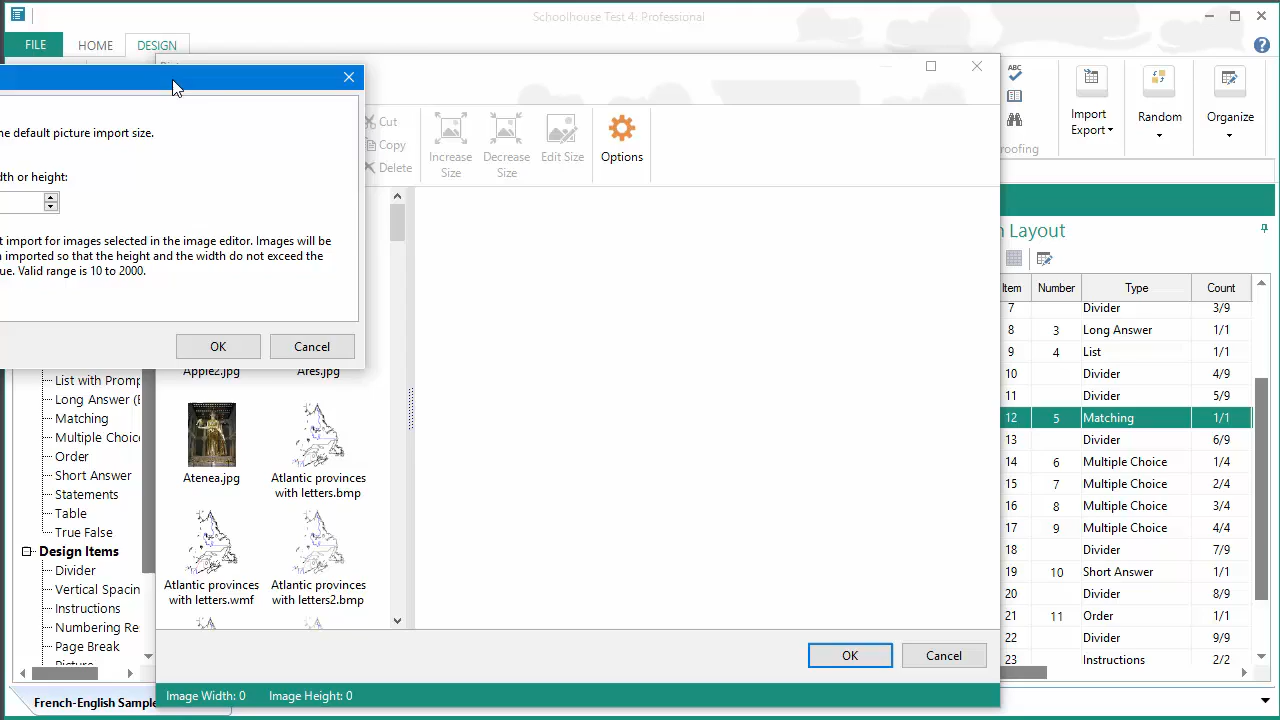 Schoolhouse Test 4: Professional
FILE
HOME
DESIGN
Cut
Copy
Delete
Increase Size
Decrease Size
Edit Size
Options
ABC
Import Export
Random
Organize
he default picture import size.
dth or height:
t import for images selected in the image editor. Images will be
imported so that the height and the width do not exceed the
ue. Valid range is 10 to 2000.
OK
Cancel
Apple2.jpg
Ares.jpg
Atenea.jpg
Atlantic provinces with letters.bmp
Atlantic provinces with letters.wmf
Atlantic provinces with letters2.bmp
List with Promp
Long Answer (E
Matching
Multiple Choic
Order
Short Answer
Statements
Table
True False
Design Items
Divider
Vertical Spacin
Instructions
Numbering Re
Page Break
Picture
French-English Sample
OK
Cancel
Image Width: 0
Image Height: 0
roofing
n Layout
Item Number Type Count
7 Divider 3/9
8 3 Long Answer 1/1
9 4 List 1/1
10 Divider 4/9
11 Divider 5/9
12 5 Matching 1/1
13 Divider 6/9
14 6 Multiple Choice 1/4
15 7 Multiple Choice 2/4
16 8 Multiple Choice 3/4
17 9 Multiple Choice 4/4
18 Divider 7/9
19 10 Short Answer 1/1
20 Divider 8/9
21 11 Order 1/1
22 Divider 9/9
23 Instructions 2/2